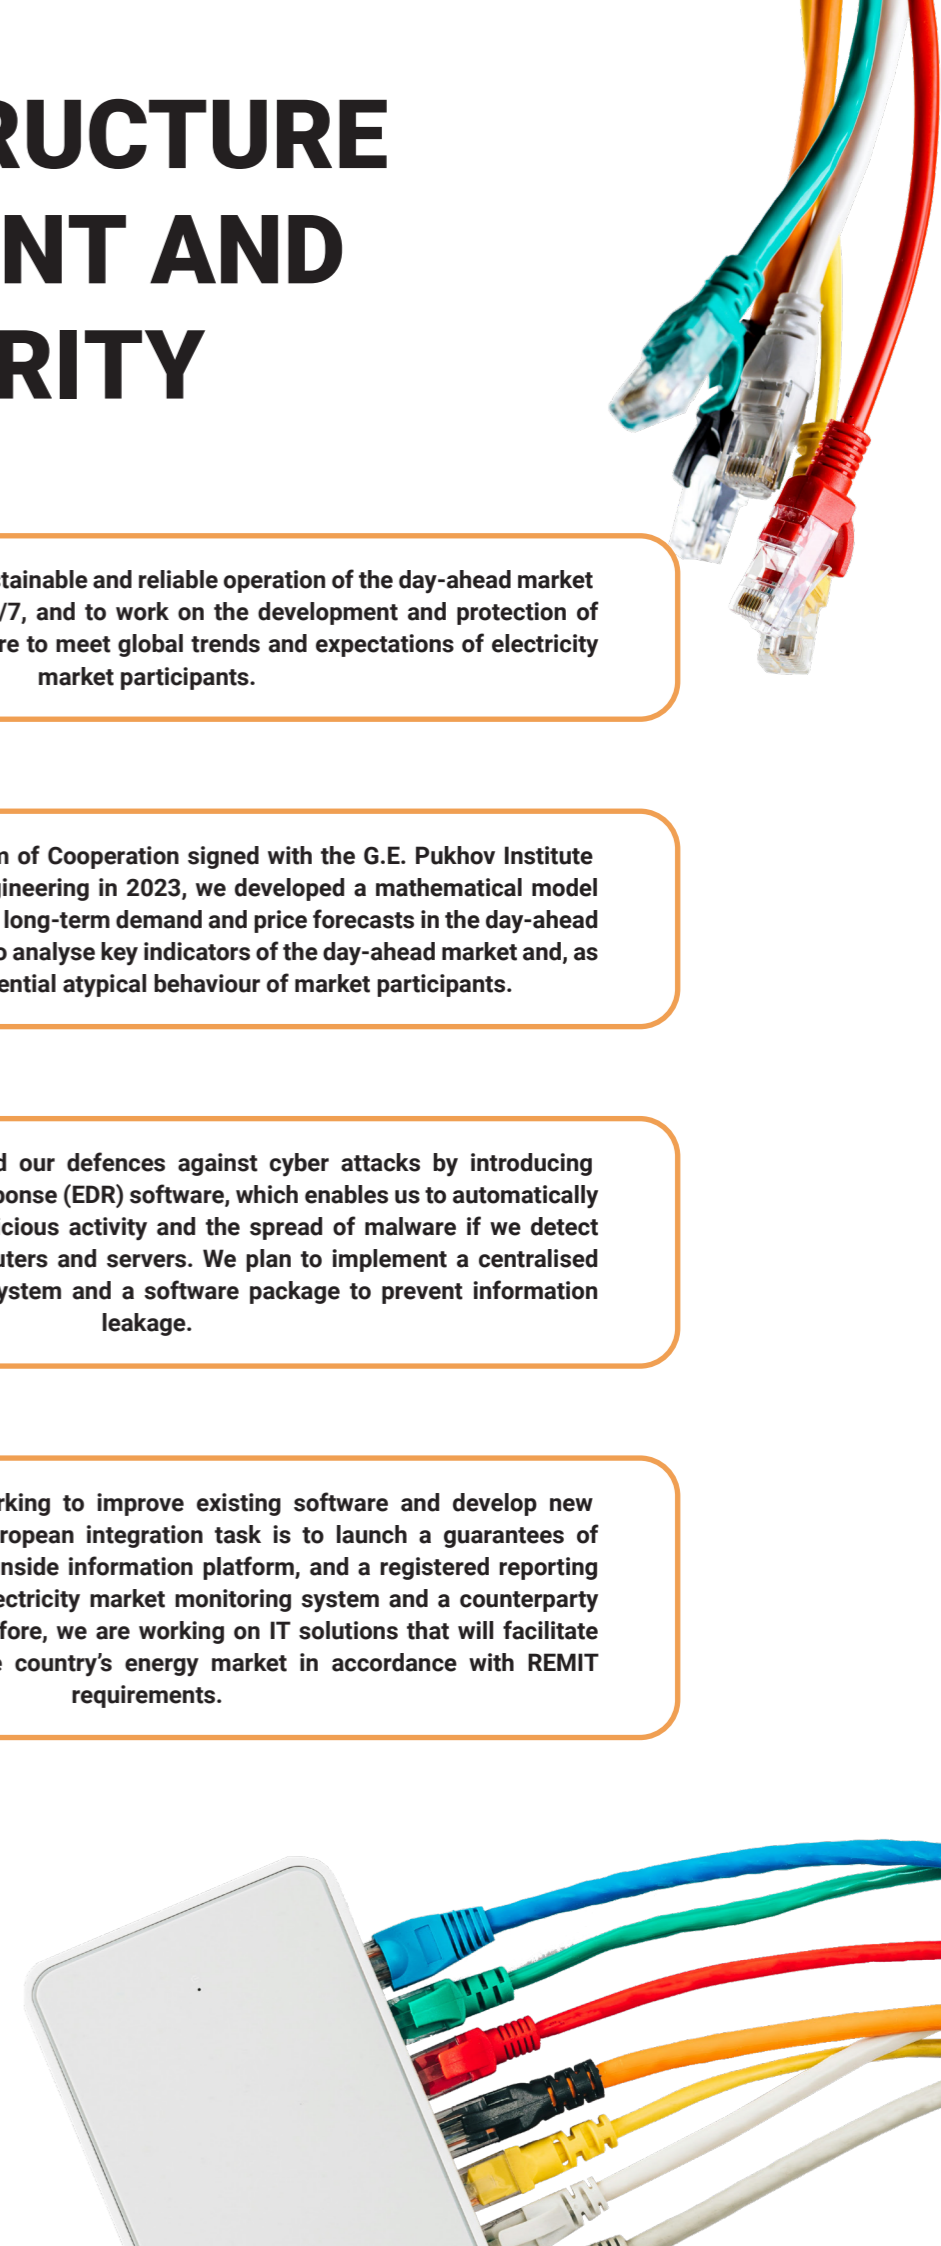 RUCTURE
NT AND
RITY
tainable and reliable operation of the day-ahead market
/7, and to work on the development and protection of
re to meet global trends and expectations of electricity
market participants.
n of Cooperation signed with the G.E. Pukhov Institute
gineering in 2023, we developed a mathematical model
long-term demand and price forecasts in the day-ahead
o analyse key indicators of the day-ahead market and, as
ential atypical behaviour of market participants.
d our defences against cyber attacks by introducing
ponse (EDR) software, which enables us to automatically
icious activity and the spread of malware if we detect
uters and servers. We plan to implement a centralised
ystem and a software package to prevent information
leakage.
rking to improve existing software and develop new
ropean integration task is to launch a guarantees of
nside information platform, and a registered reporting
ectricity market monitoring system and a counterparty
fore, we are working on IT solutions that will facilitate
e country's energy market in accordance with REMIT
requirements.